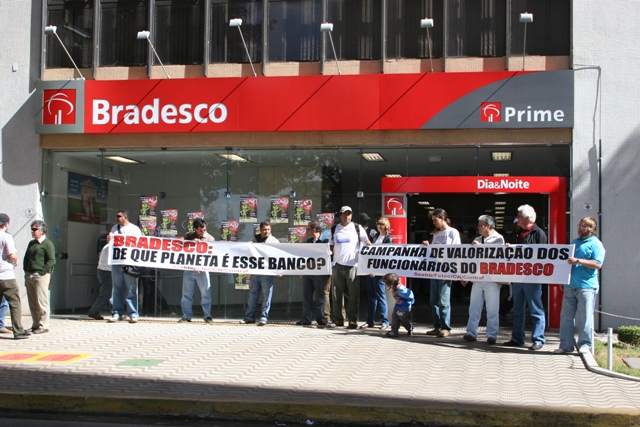 Bradesco
Prime
Dia&Noite
BRADESCO:
DE QUE PLANETA É ESSE BANCO?
CAMPANHA DE VALORIZAÇÃO DOS
FUNCIONÁRIOS DO BRADESCO